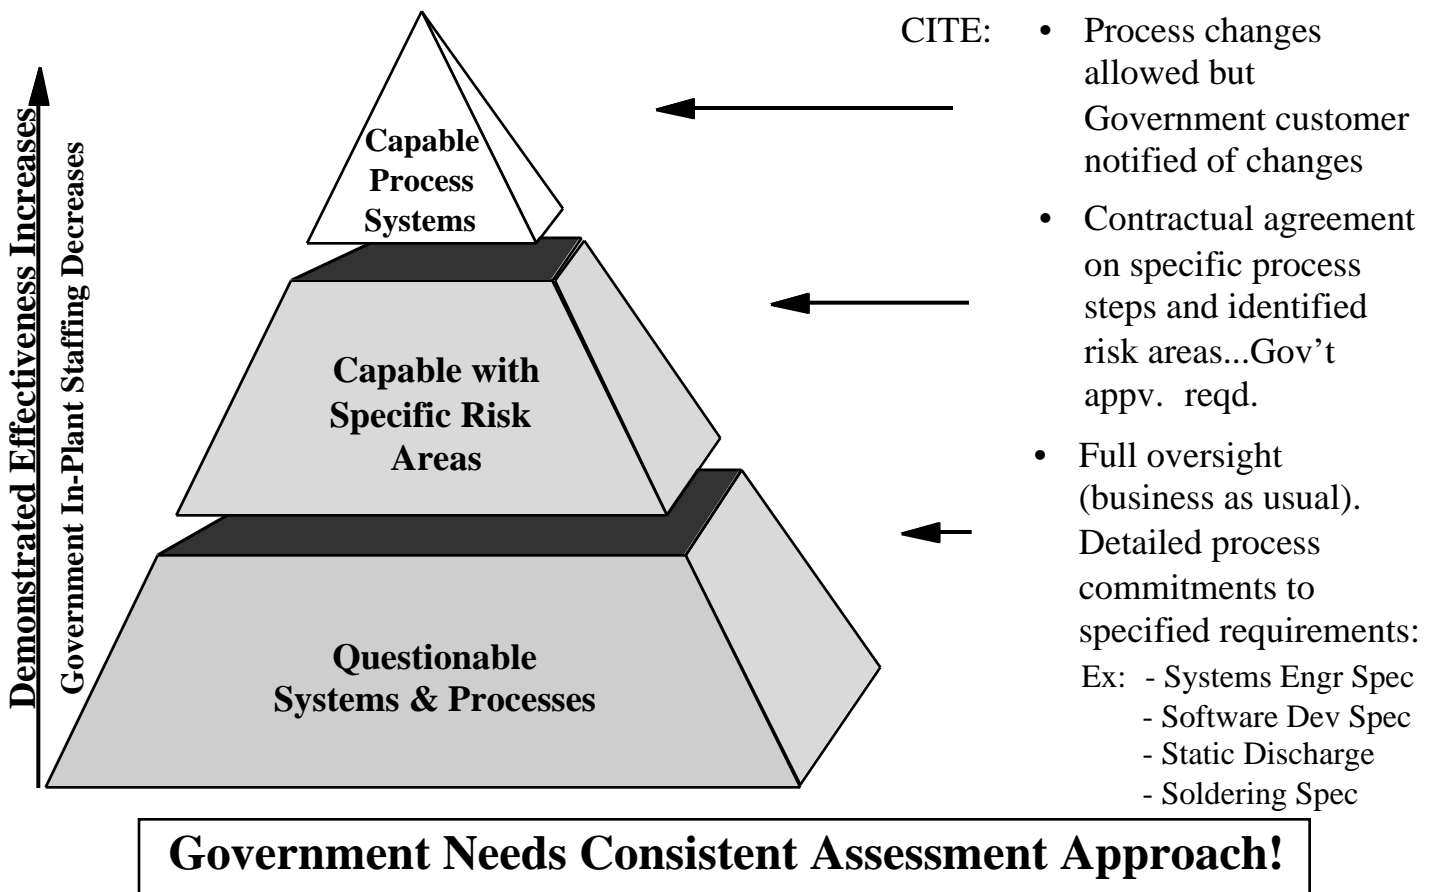 Demonstrated Effectiveness Increases
Government In-Plant Staffing Decreases
Capable
Process
Systems
Capable with
Specific Risk
Areas
Questionable
Systems & Processes
CITE: • Process changes
allowed but
Government customer
notified of changes
• Contractual agreement
on specific process
steps and identified
risk areas...Gov’t
appv. reqd.
• Full oversight
(business as usual).
Detailed process
commitments to
specified requirements:
Ex: - Systems Engr Spec
- Software Dev Spec
- Static Discharge
- Soldering Spec
Government Needs Consistent Assessment Approach!